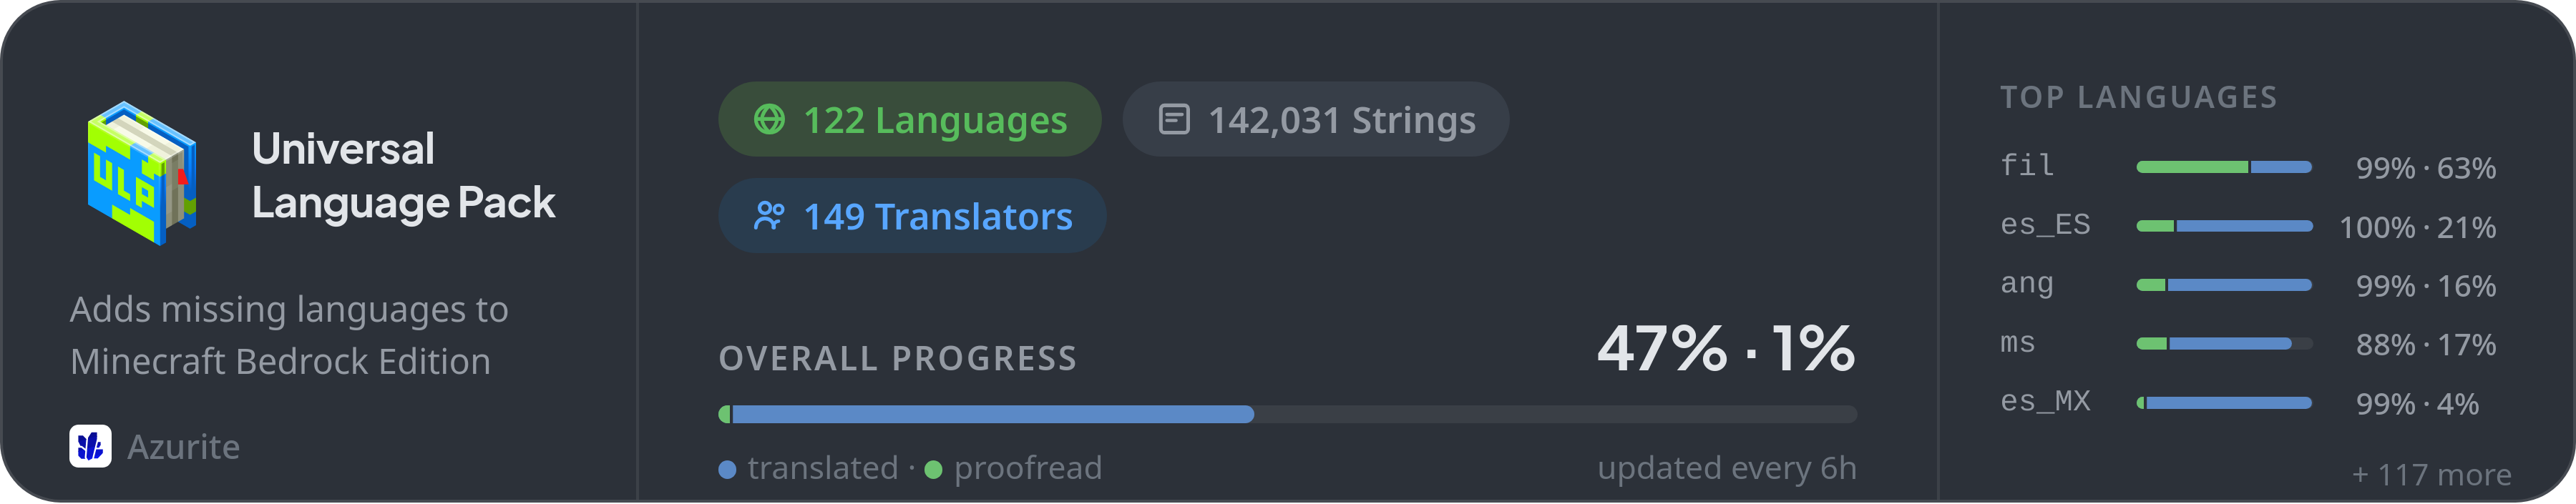 ULP
Universal
Language Pack
Adds missing languages to
Minecraft Bedrock Edition
Azurite
122 Languages
142,031 Strings
149 Translators
OVERALL PROGRESS
47% · 1%
translated · proofread
updated every 6h
TOP LANGUAGES
fil 99% · 63%
es_ES 100% · 21%
ang 99% · 16%
ms 88% · 17%
es_MX 99% · 4%
+ 117 more